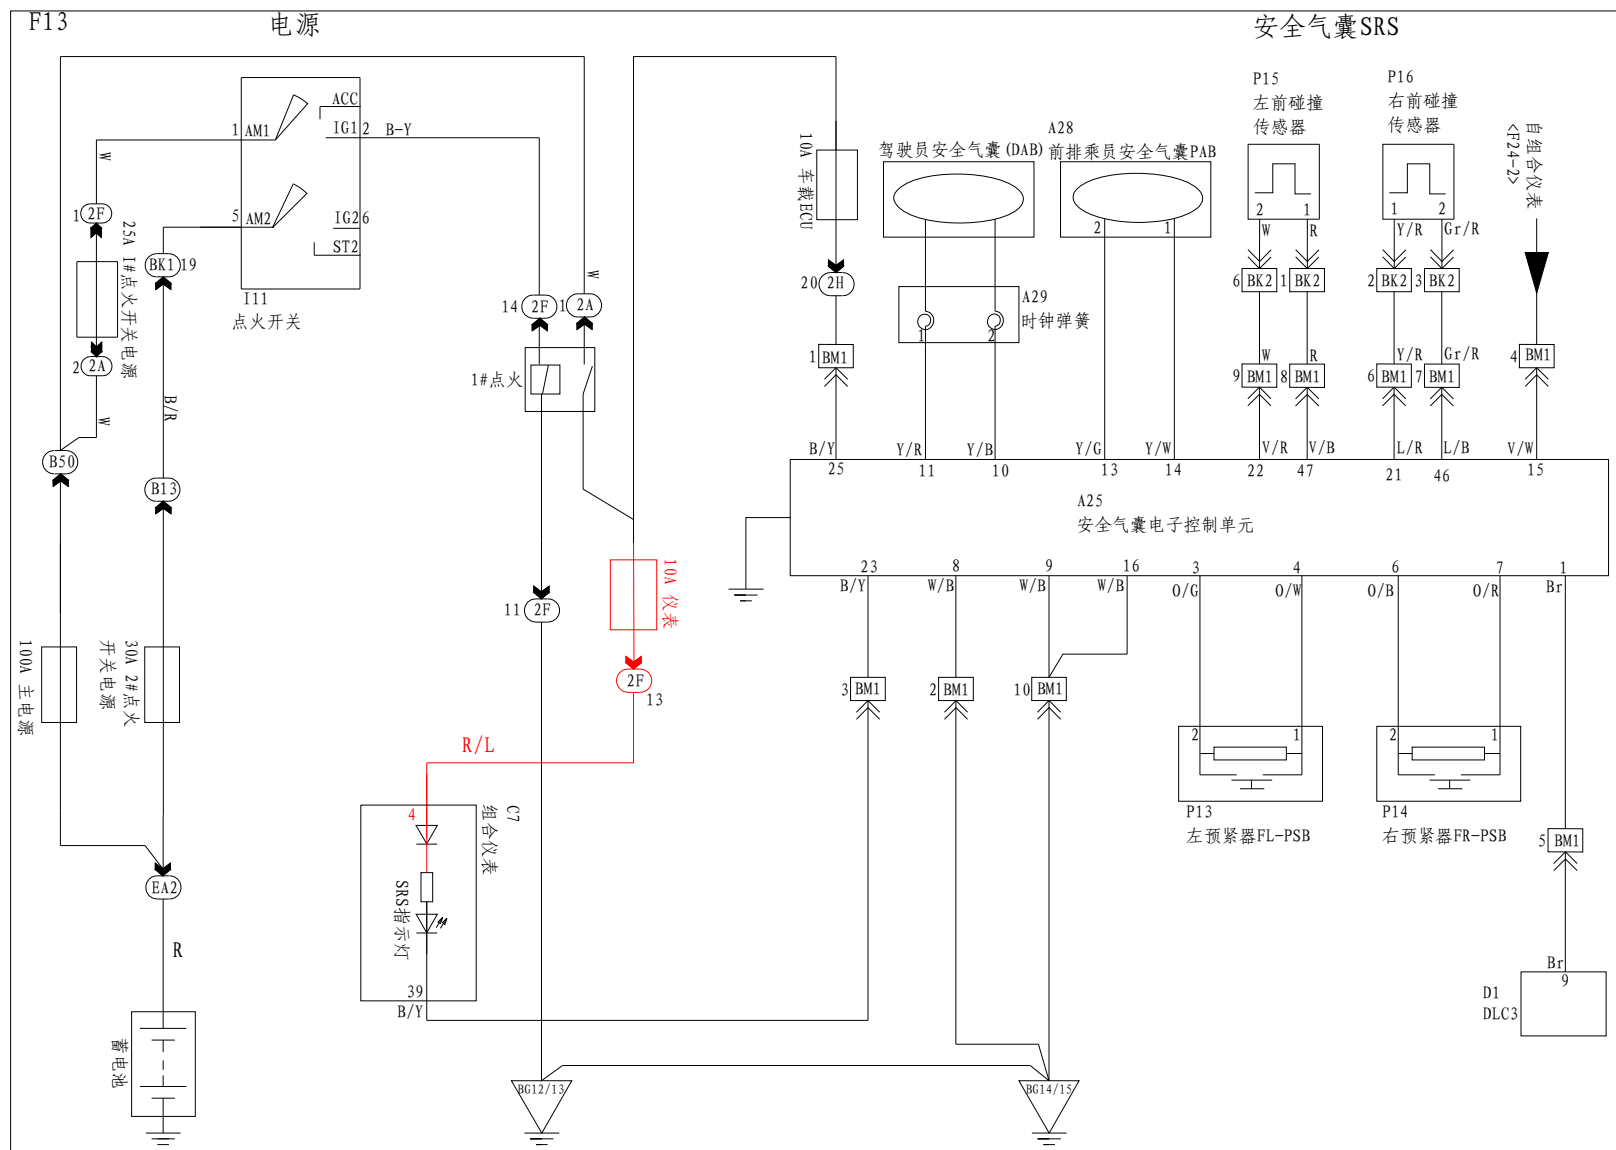 F13
电源
安全气囊SRS
ACC
1
AM1
IG1
2
B-Y
5
AM2
IG2
6
ST2
I11
点火开关
W
1
2F
25A 1#点火开关电源
2
2A
W
BK1
19
B/R
B50
B13
100A 主电源
30A 2#点火
开关电源
EA2
R
蓄电池
14
2F
1
2A
W
1#点火
11
2F
10A 仪表
2F
13
R/L
4
C7
组合仪表
SRS指示灯
39
B/Y
BG12/13
BG14/15
10A 车载ECU
20
2H
1
BM1
B/Y
25
驾驶员安全气囊(DAB)
A28
前排乘员安全气囊PAB
2
1
A29
时钟弹簧
1
2
Y/R
Y/B
Y/G
Y/W
11
10
13
14
P15
左前碰撞
传感器
2
1
W
R
6
BK2
1
BK2
W
R
9
BM1
8
BM1
V/R
V/B
22
47
P16
右前碰撞
传感器
1
2
Y/R
Gr/R
2
BK2
3
BK2
Y/R
Gr/R
6
BM1
7
BM1
L/R
L/B
21
46
自组合仪表
<F24-2>
4
BM1
V/W
15
A25
安全气囊电子控制单元
23
8
9
16
3
4
6
7
1
B/Y
W/B
W/B
W/B
O/G
O/W
O/B
O/R
Br
3
BM1
2
BM1
10
BM1
2
1
P13
左预紧器FL-PSB
2
1
P14
右预紧器FR-PSB
5
BM1
Br
9
D1
DLC3